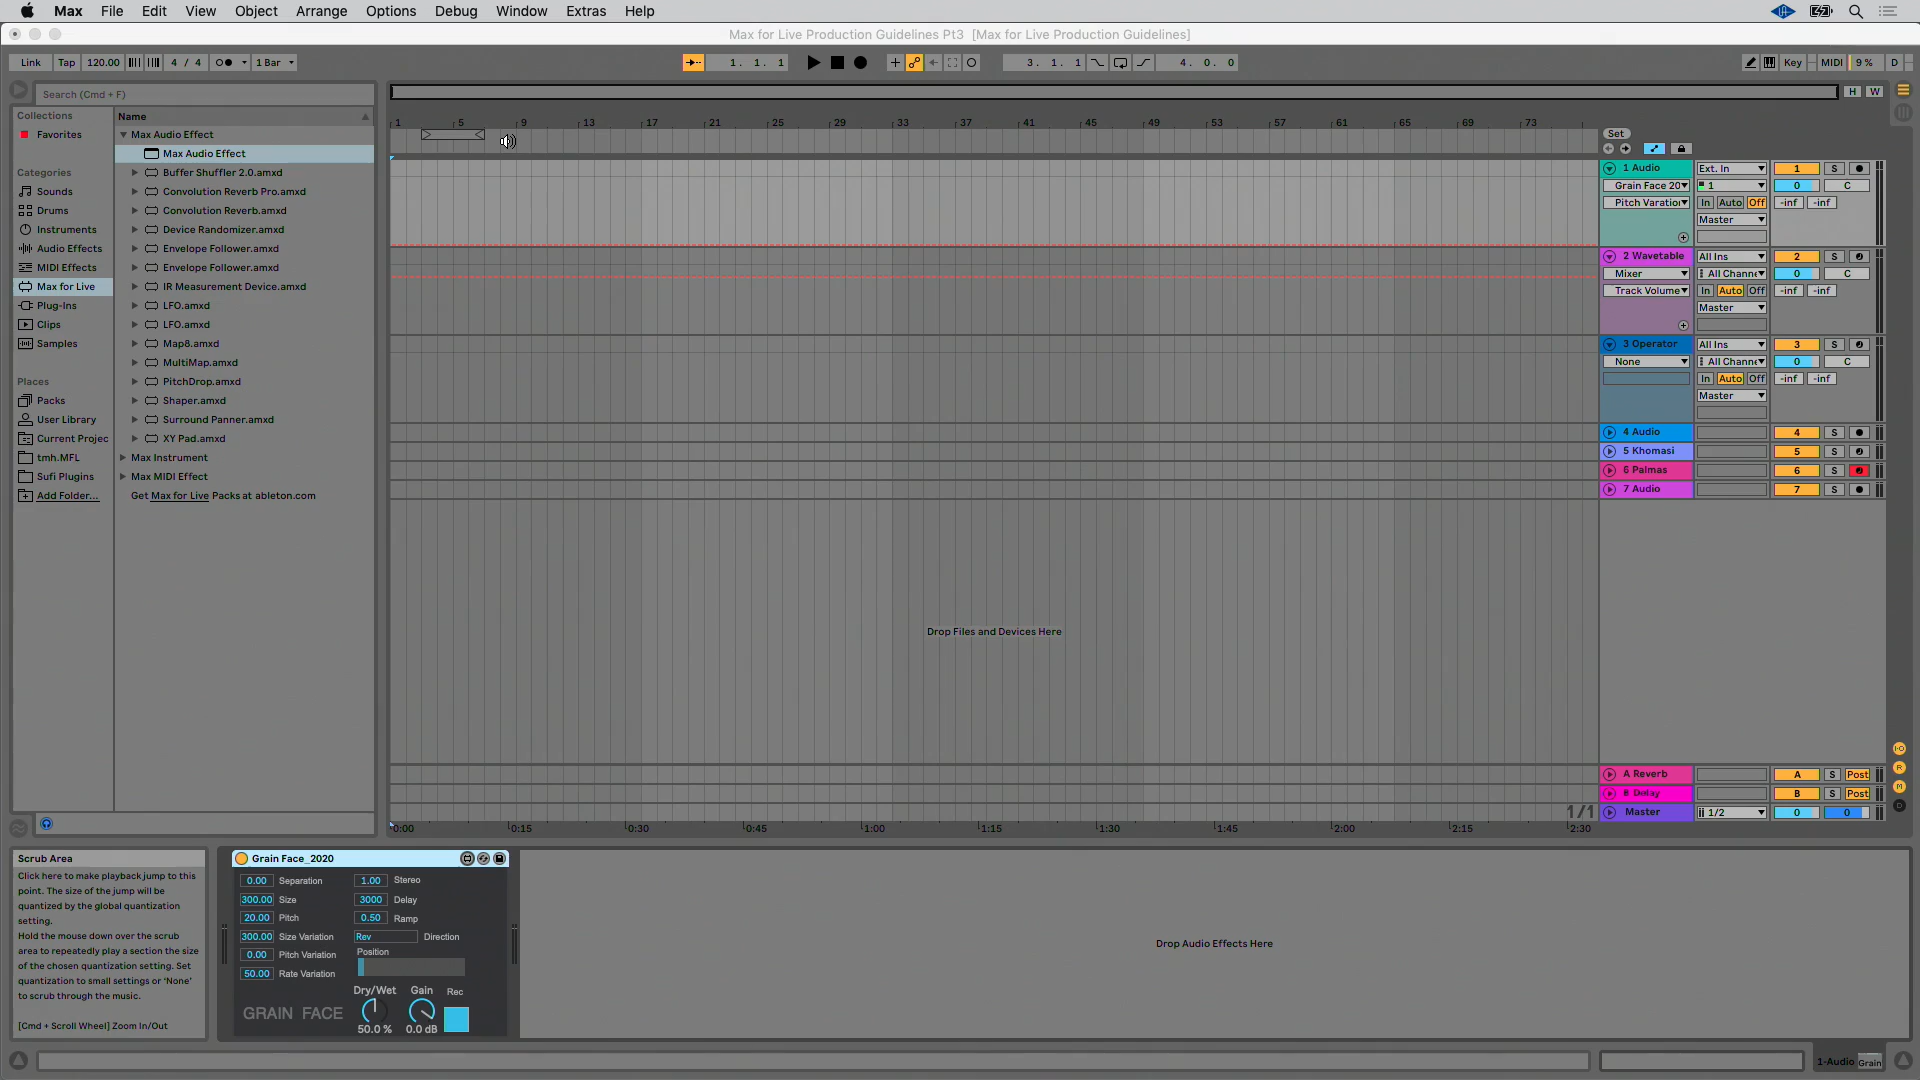 Max File Edit View Object Arrange Options Debug Window Extras Help
Max for Live Production Guidelines Pt3 [Max for Live Production Guidelines]
Link Tap 120.00 4 / 4 1 Bar 1. 1. 1 3. 1. 1 4. 0. 0 Key MIDI 9 % D
Search (Cmd + F)
H W
Collections
Favorites
Categories
Sounds
Drums
Instruments
Audio Effects
MIDI Effects
Max for Live
Plug-Ins
Clips
Samples
Places
Packs
User Library
Current Projec
tmh.MFL
Sufi Plugins
Add Folder...
Name
Max Audio Effect
Max Audio Effect
Buffer Shuffler 2.0.amxd
Convolution Reverb Pro.amxd
Convolution Reverb.amxd
Device Randomizer.amxd
Envelope Follower.amxd
Envelope Follower.amxd
IR Measurement Device.amxd
LFO.amxd
LFO.amxd
Map8.amxd
MultiMap.amxd
PitchDrop.amxd
Shaper.amxd
Surround Panner.amxd
XY Pad.amxd
Max Instrument
Max MIDI Effect
Get Max for Live Packs at ableton.com
1 5 9 13 17 21 25 29 33 37 41 45 49 53 57 61 65 69 73
Set
1 Audio Ext. In 1 S
Grain Face 20 1 0 C
Pitch Variation In Auto Off -inf -inf
Master
2 Wavetable All Ins 2 S
Mixer All Channe 0 C
Track Volume In Auto Off -inf -inf
Master
3 Operator All Ins 3 S
None All Channe 0 C
In Auto Off -inf -inf
Master
4 Audio 4 S
5 Khomasi 5 S
6 Palmas 6 S
7 Audio 7 S
Drop Files and Devices Here
A Reverb A S Post
B Delay B S Post
1/1 Master 1/2 0 0
I·O
R
M
D
0:00 0:15 0:30 0:45 1:00 1:15 1:30 1:45 2:00 2:15 2:30
Scrub Area
Click here to make playback jump to this
point. The size of the jump will be
quantized by the global quantization
setting.
Hold the mouse down over the scrub
area to repeatedly play a section the size
of the chosen quantization setting. Set
quantization to small settings or ‘None’
to scrub through the music.
[Cmd + Scroll Wheel] Zoom In/Out
Grain Face_2020
0.00 Separation 1.00 Stereo
300.00 Size 3000 Delay
20.00 Pitch 0.50 Ramp
300.00 Size Variation Rev Direction
0.00 Pitch Variation Position
50.00 Rate Variation
Dry/Wet Gain Rec
GRAIN FACE
50.0 % 0.0 dB
Drop Audio Effects Here
1-Audio Grain